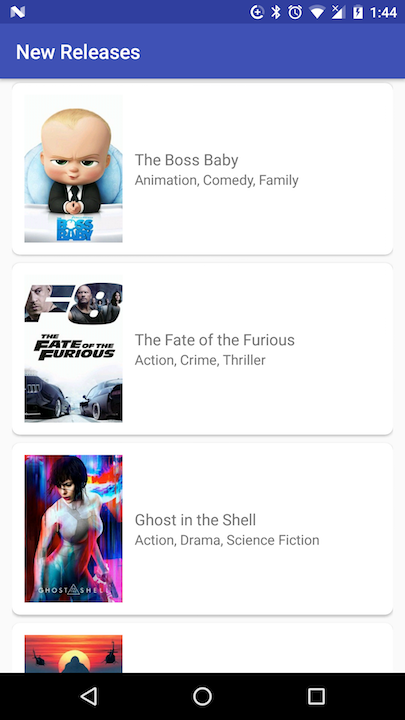 1:44
New Releases
BOSS
BABY
The Boss Baby
Animation, Comedy, Family
F8
THE
FATE OF THE
FURIOUS
The Fate of the Furious
Action, Crime, Thriller
GHOST IN THE SHELL
Ghost in the Shell
Action, Drama, Science Fiction